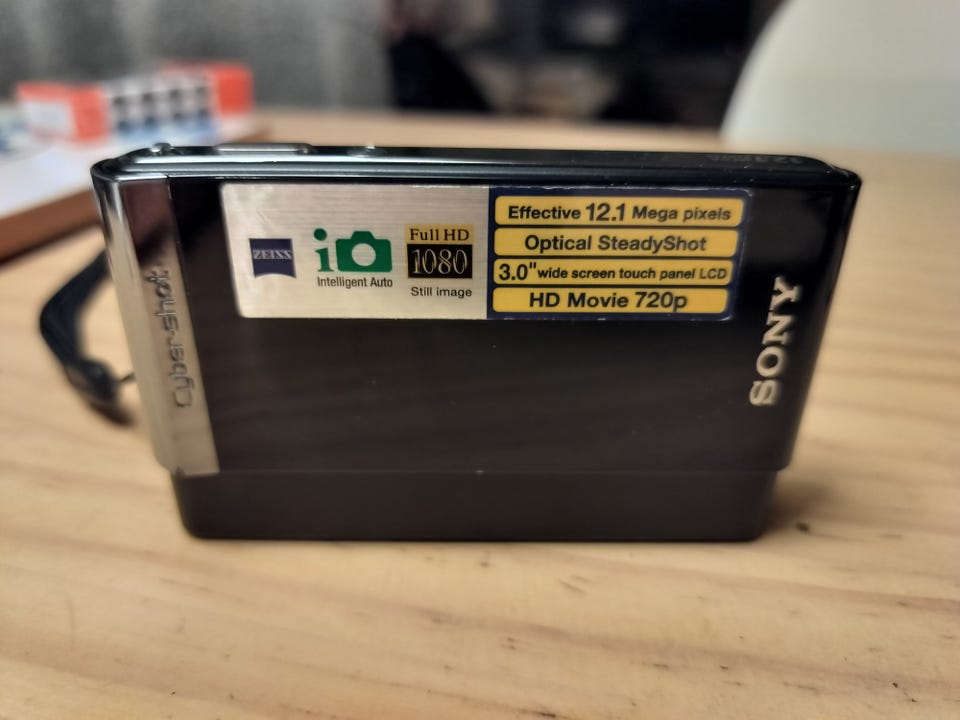 ZEISS
iO
Intelligent Auto
Full HD
1080
Still image
Effective 12.1 Mega pixels
Optical SteadyShot
3.0" wide screen touch panel LCD
HD Movie 720p
Cyber-shot
SONY